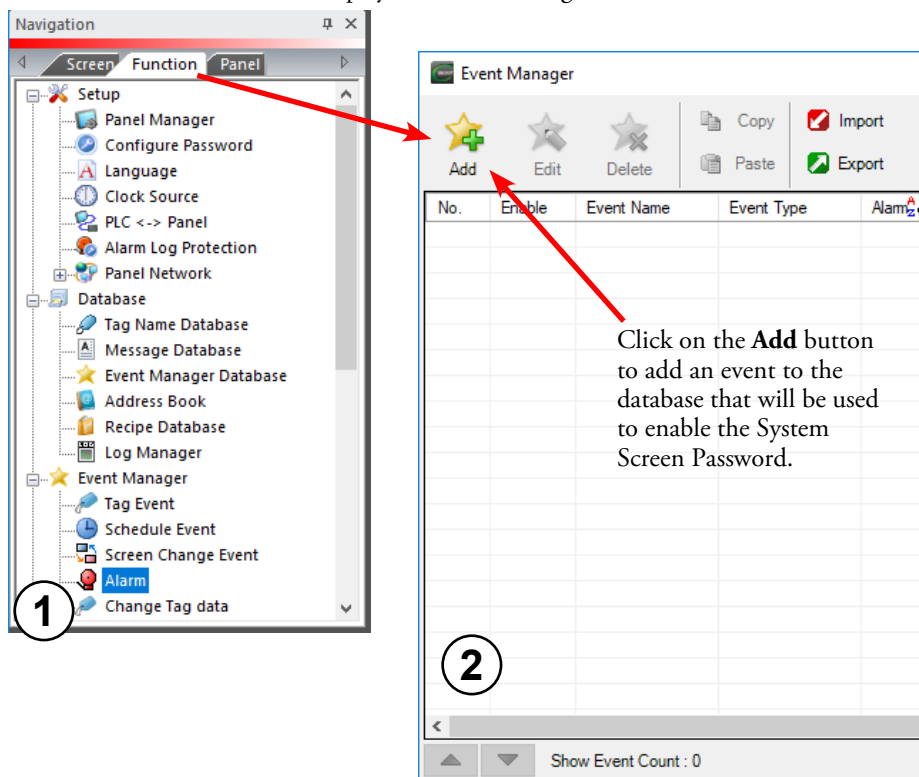 Navigation
Screen Function Panel
Setup
Panel Manager
Configure Password
Language
Clock Source
PLC <-> Panel
Alarm Log Protection
Panel Network
Database
Tag Name Database
Message Database
Event Manager Database
Address Book
Recipe Database
Log Manager
Event Manager
Tag Event
Schedule Event
Screen Change Event
Alarm
Change Tag data
1
Event Manager
Add Edit Delete Copy Paste Import Export
No. Enable Event Name Event Type Alarm
Click on the Add button
to add an event to the
database that will be used
to enable the System
Screen Password.
2
Show Event Count : 0